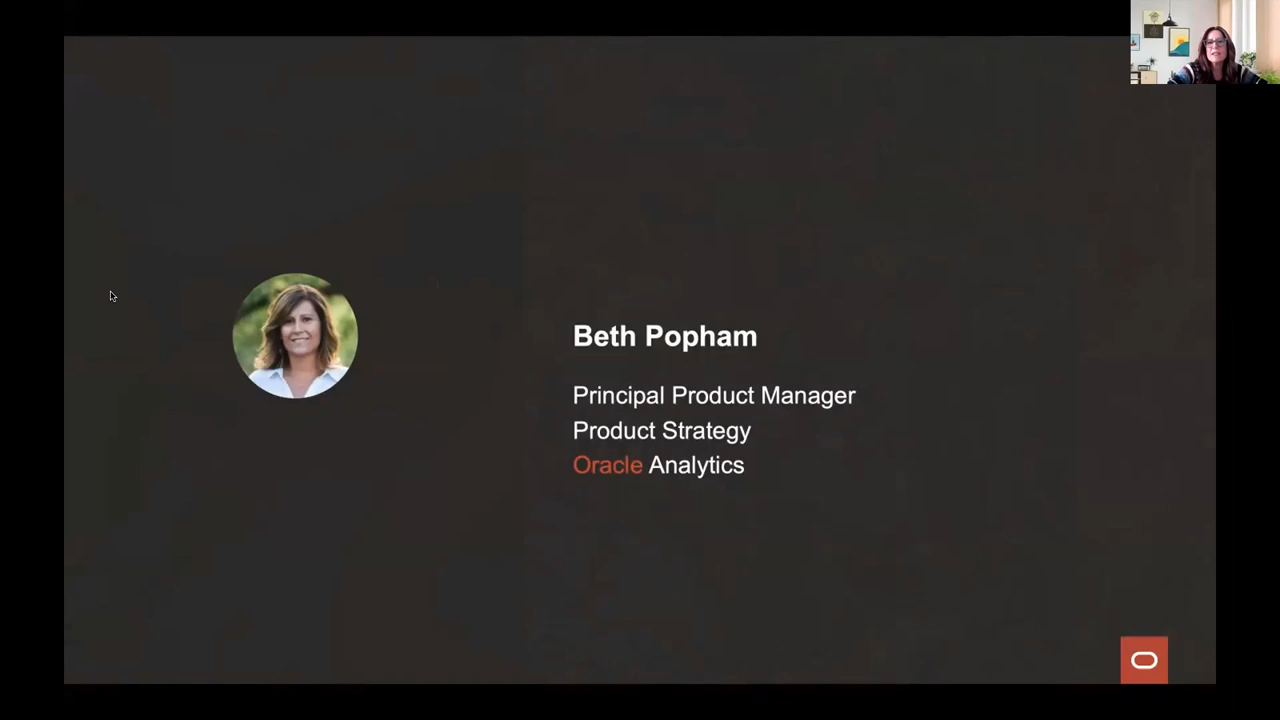 Beth Popham
Principal Product Manager
Product Strategy
Oracle Analytics